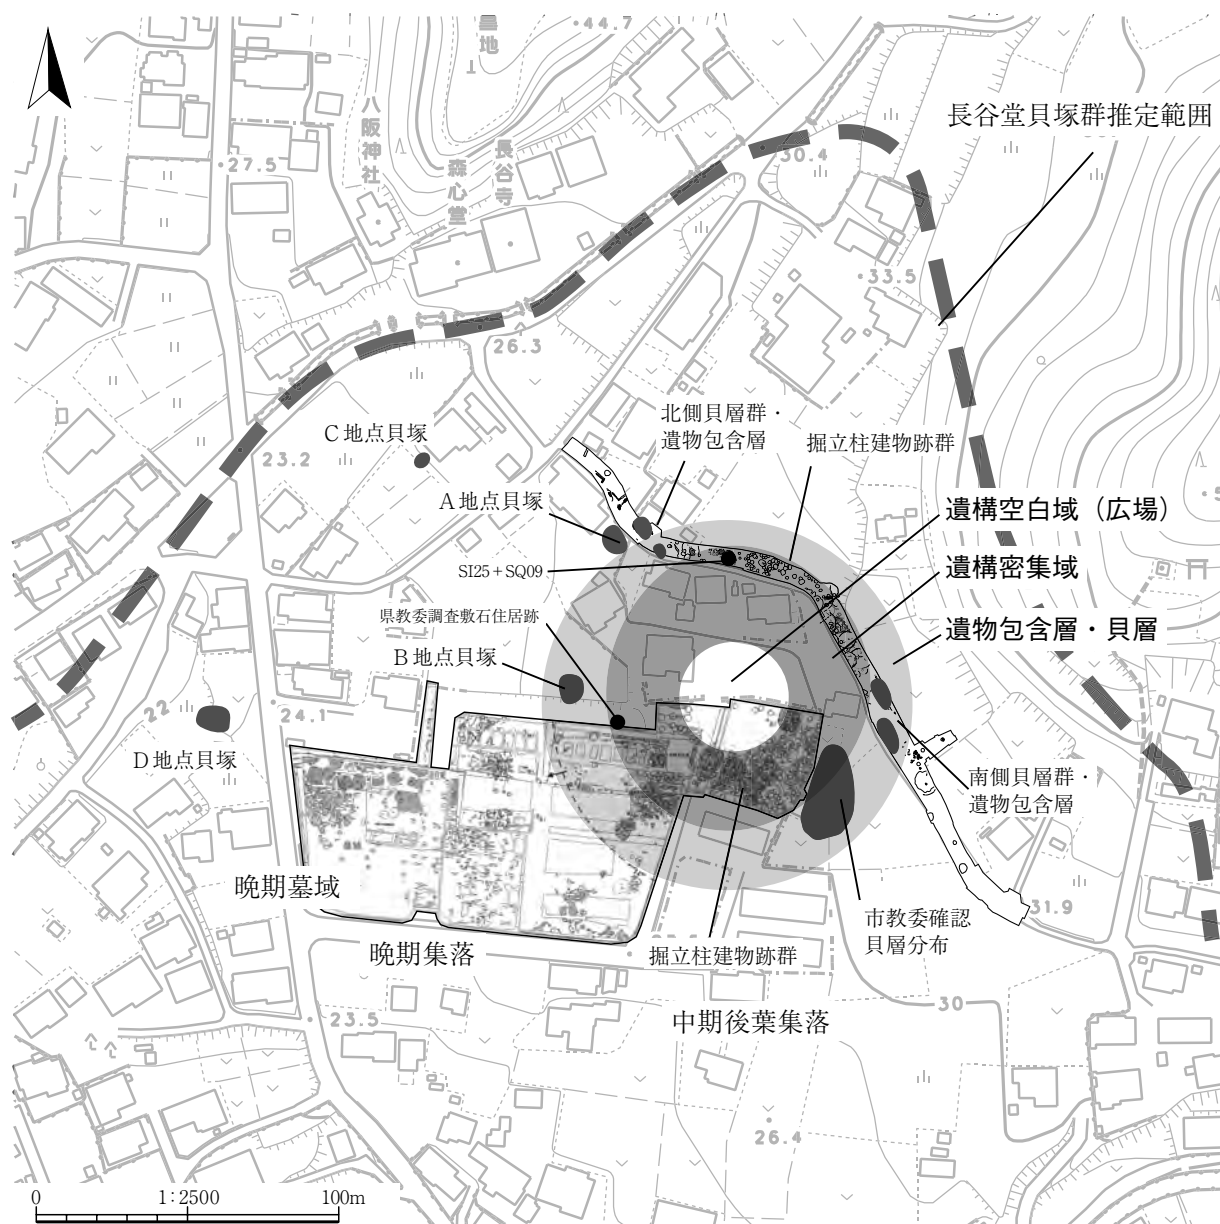 ・44.7
墓地
八阪神社
森心堂
長谷寺
・27.5
30.4
長谷堂貝塚群推定範囲
・33.5
26.3
・23.2
C地点貝塚
北側貝層群・
遺物包含層
掘立柱建物跡群
A地点貝塚
遺構空白域（広場）
SI25＋SQ09
遺構密集域
県教委調査敷石住居跡
遺物包含層・貝層
B地点貝塚
22
・24.1
D地点貝塚
南側貝層群・
遺物包含層
晩期墓域
31.9
市教委確認
貝層分布
晩期集落
掘立柱建物跡群
30
・23.5
中期後葉集落
26.4
0
1:2500
100m